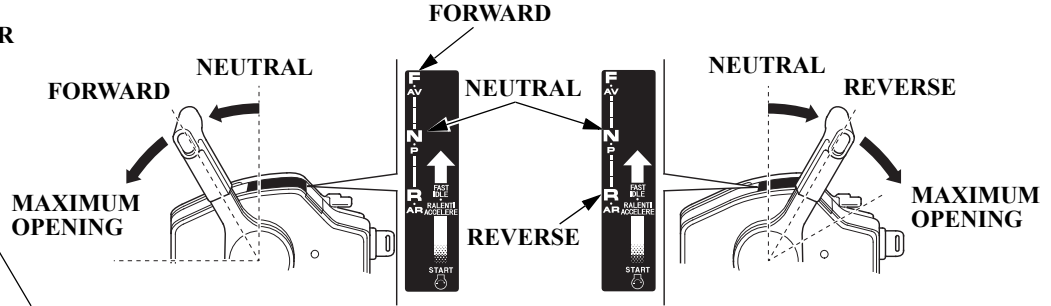 FORWARD
R
NEUTRAL
FORWARD
MAXIMUM
OPENING
F
AV
N
P
R
AR
FAST
IDLE
RALENTI
ACCELERE
START
NEUTRAL
REVERSE
F
AV
N
P
R
AR
FAST
IDLE
RALENTI
ACCELERE
START
NEUTRAL
REVERSE
MAXIMUM
OPENING